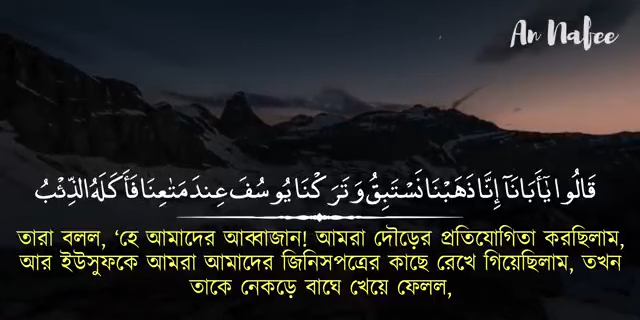 An Nafee
قَالُوا يَٰٓأَبَانَآ إِنَّا ذَهَبْنَا نَسْتَبِقُ وَتَرَكْنَا يُوسُفَ عِندَ مَتَٰعِنَا فَأَكَلَهُ الذِّئْبُ
তারা বলল, ‘হে আমাদের আব্বাজান! আমরা দৌড়ের প্রতিযোগিতা করছিলাম,
আর ইউসুফকে আমরা আমাদের জিনিসপত্রের কাছে রেখে গিয়েছিলাম, তখন
তাকে নেকড়ে বাঘে খেয়ে ফেলল,